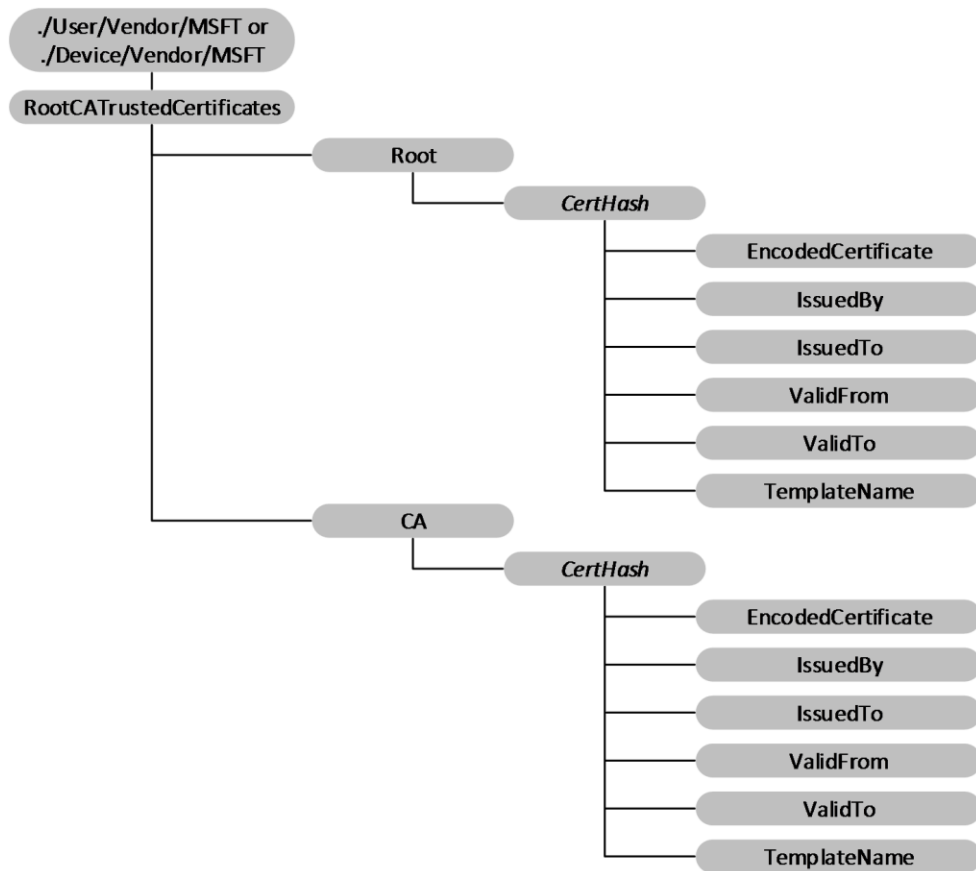 ./User/Vendor/MSFT or
./Device/Vendor/MSFT
RootCATrustedCertificates
Root
CertHash
EncodedCertificate
IssuedBy
IssuedTo
ValidFrom
ValidTo
TemplateName
CA
CertHash
EncodedCertificate
IssuedBy
IssuedTo
ValidFrom
ValidTo
TemplateName